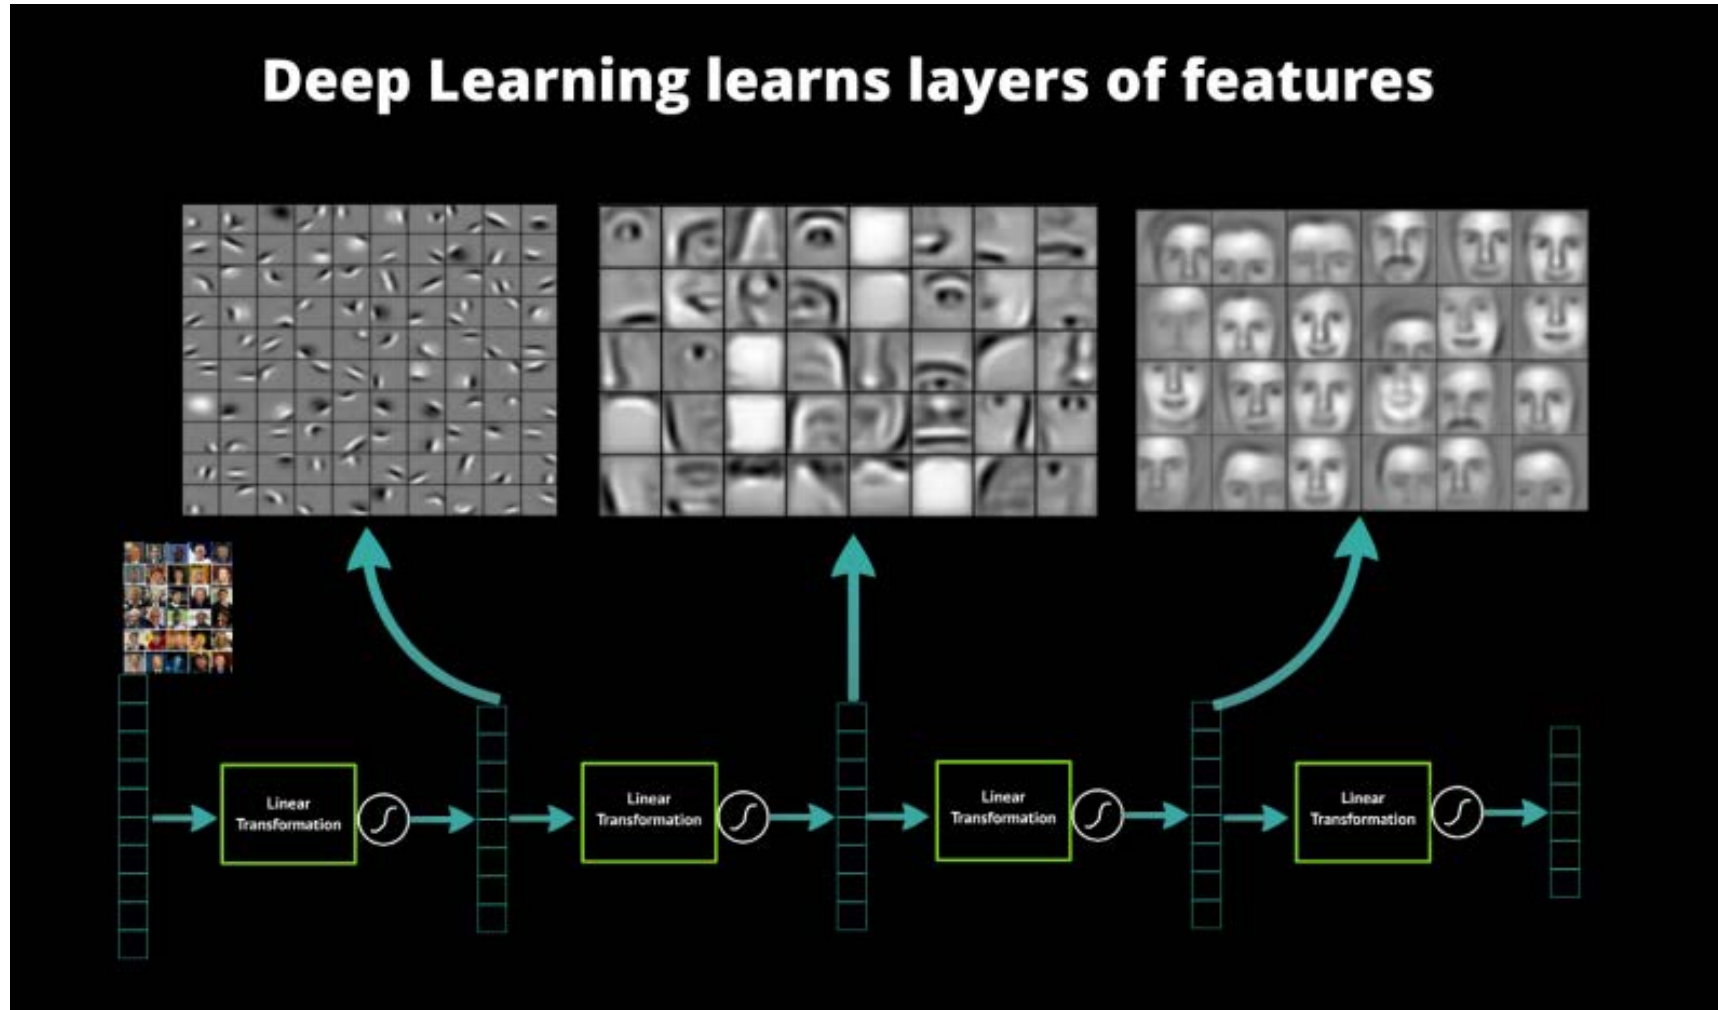 Deep Learning learns layers of features
Linear
Transformation
Linear
Transformation
Linear
Transformation
Linear
Transformation